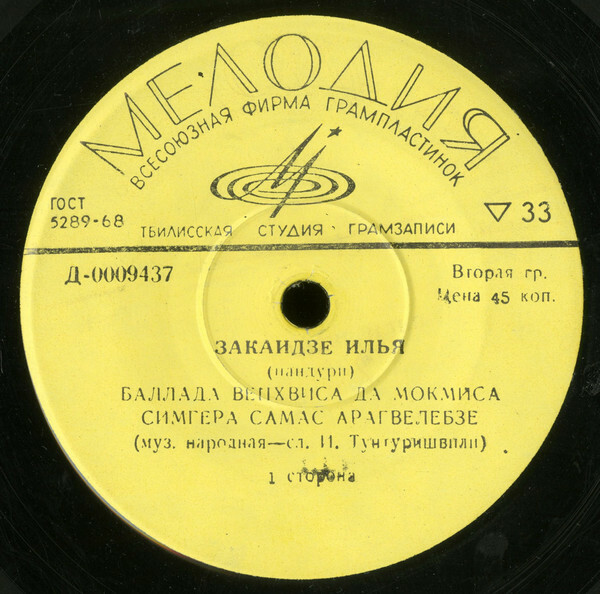 МЕЛОДИЯ
ВСЕСОЮЗНАЯ ФИРМА ГРАМПЛАСТИНОК
ГОСТ
5289-68
ТБИЛИССКАЯ СТУДИЯ ГРАМЗАПИСИ
▽ 33
Д-0009437
Вторая гр.
Цена 45 коп.
ЗАКАИДЗЕ ИЛЬЯ
(пандури)
БАЛЛАДА ВЕПХВИСА ДА МОКМИСА
СИМГЕРА САМАС АРАГВЕЛЕБЗЕ
(муз. народная—сл. И. Тунгуришвили)
1 сторона